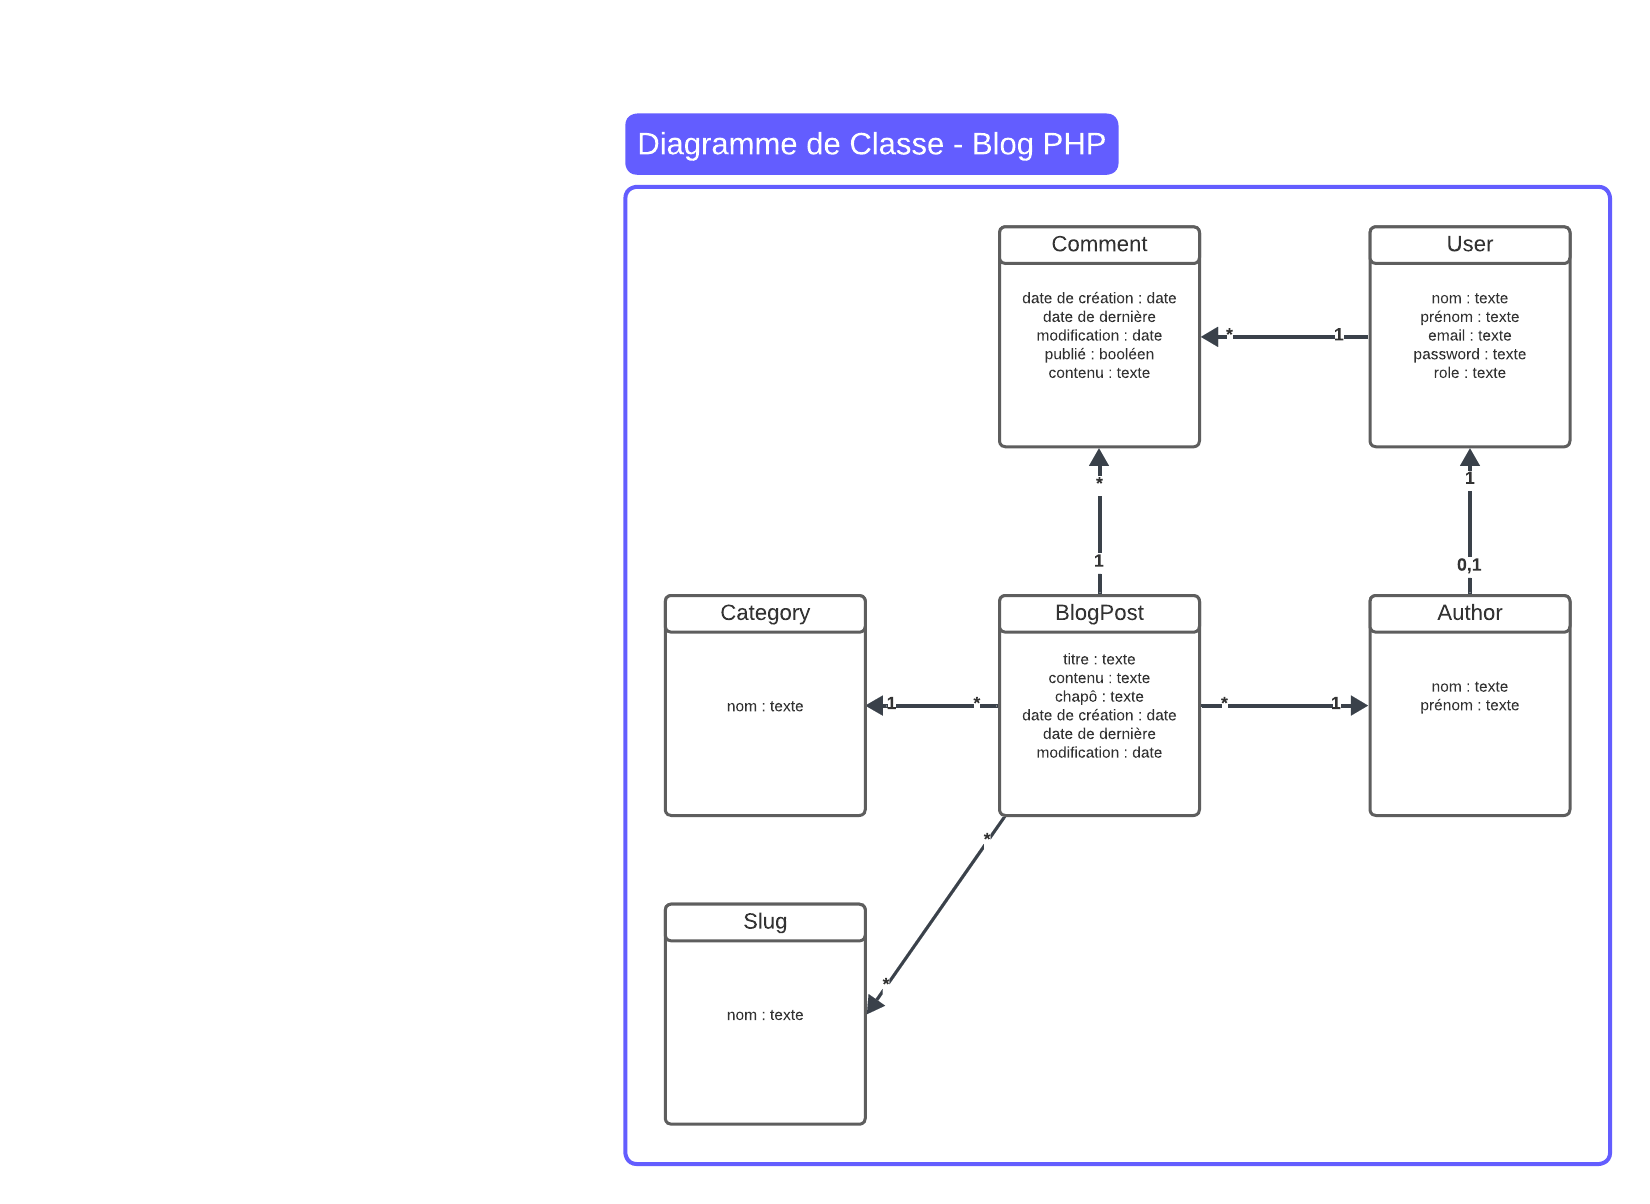 Diagramme de Classe - Blog PHP
Comment
date de création : date
date de dernière
modification : date
publié : booléen
contenu : texte
User
nom : texte
prénom : texte
email : texte
password : texte
role : texte
*
1
*
1
1
0,1
Category
nom : texte
BlogPost
titre : texte
contenu : texte
chapô : texte
date de création : date
date de dernière
modification : date
Author
nom : texte
prénom : texte
1
*
*
1
*
*
Slug
nom : texte